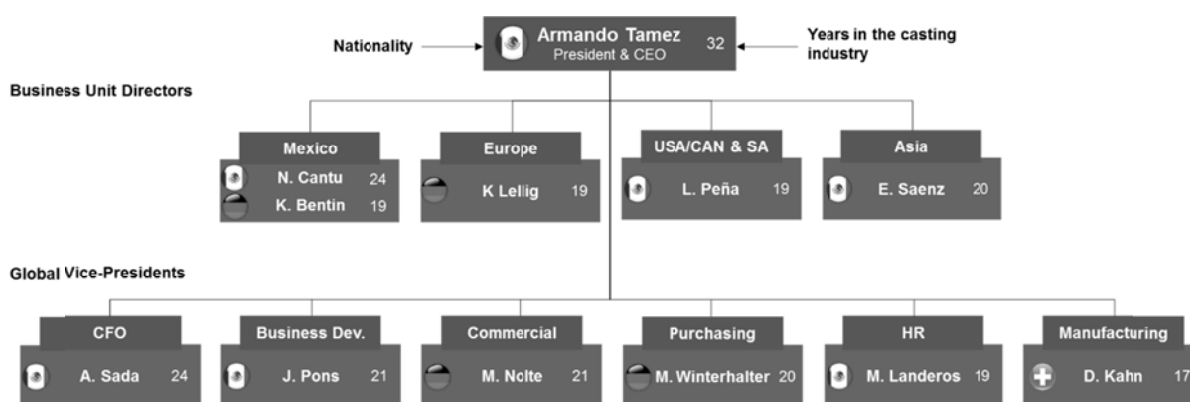 Nationality
Armando Tamez 32
President & CEO
Years in the casting
industry
Business Unit Directors
Mexico
N. Cantu 24
K. Bentin 19
Europe
K Lellig 19
USA/CAN & SA
L. Peña 19
Asia
E. Saenz 20
Global Vice-Presidents
CFO
A. Sada 24
Business Dev.
J. Pons 21
Commercial
M. Nolte 21
Purchasing
M. Winterhalter 20
HR
M. Landeros 19
Manufacturing
D. Kahn 17